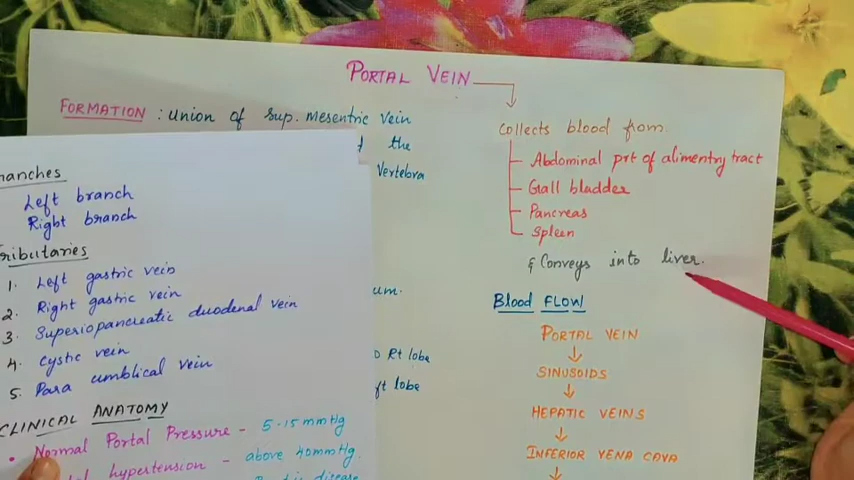 PORTAL VEIN
FORMATION : union of sup. mesentric vein
the
Vertebra
um.
Rt lobe
ft lobe
Collects blood from
Abdominal prt of alimentry tract
Gall bladder
Pancreas
Spleen
& Conveys into liver.
Blood FLOW
PORTAL VEIN
SINUSOIDS
HEPATIC VEINS
INFERIOR VENA CAVA
ranches
Left branch
Right branch
ributaries
1. Left gastric vein
2. Right gastric vein
3. Superiopancreatic duodenal vein
4. Cystic vein
5. Para umblical vein
CLINICAL ANATOMY
• Normal Portal Pressure - 5-15 mmHg
hypertension - above 40mmHg.
disease